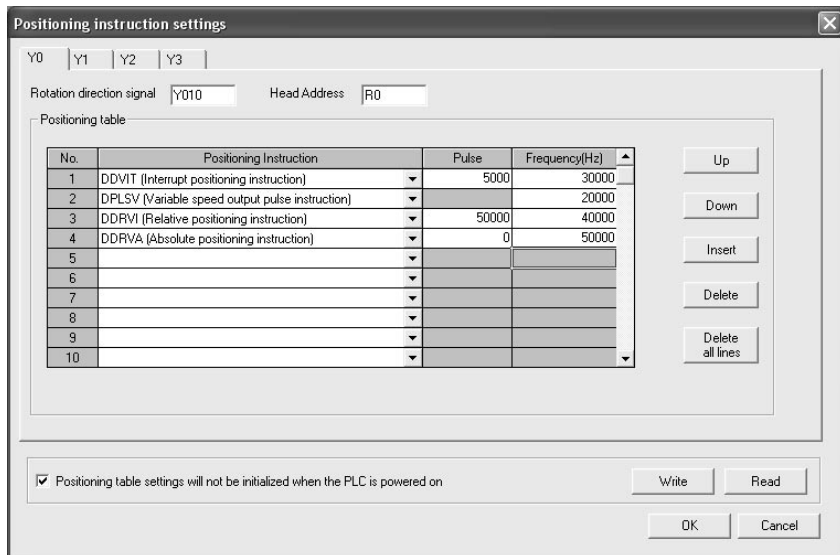 Positioning instruction settings
Y0 Y1 Y2 Y3
Rotation direction signal Y010 Head Address R0
Positioning table
No. Positioning Instruction Pulse Frequency(Hz)
1 DDVIT (Interrupt positioning instruction) 5000 30000
2 DPLSV (Variable speed output pulse instruction) 20000
3 DDRVI (Relative positioning instruction) 50000 40000
4 DDRVA (Absolute positioning instruction) 0 50000
5
6
7
8
9
10
Up
Down
Insert
Delete
Delete
all lines
Positioning table settings will not be initialized when the PLC is powered on
Write Read
OK Cancel